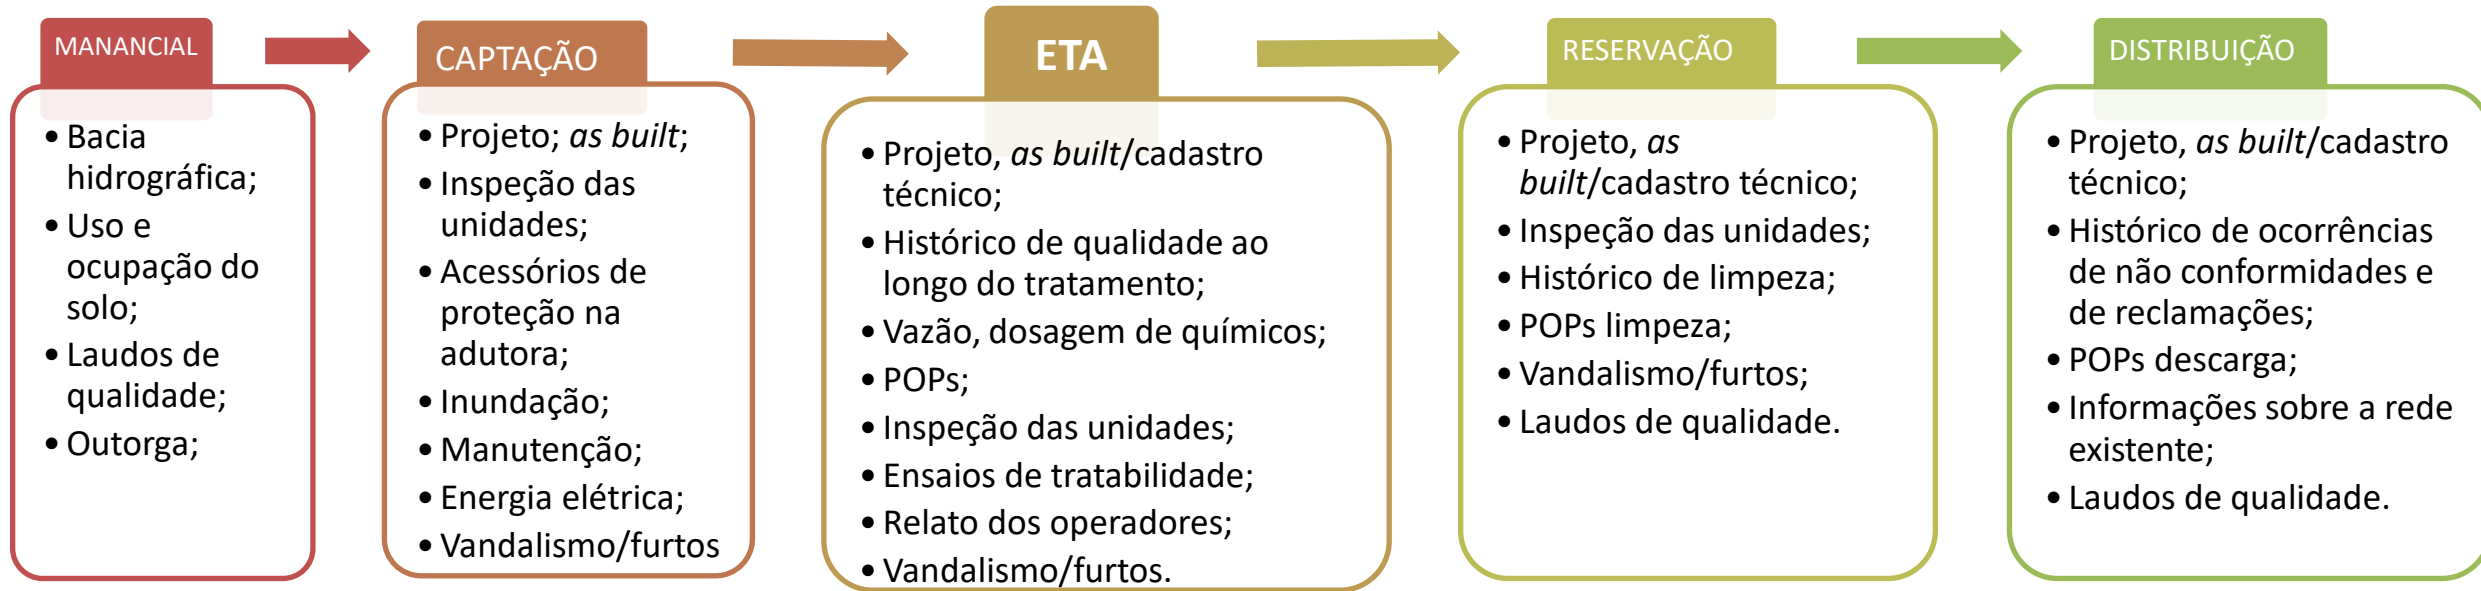 MANANCIAL
• Bacia
hidrográfica;
• Uso e
ocupação do
solo;
• Laudos de
qualidade;
• Outorga;
CAPTAÇÃO
• Projeto; as built;
• Inspeção das
unidades;
• Acessórios de
proteção na
adutora;
• Inundação;
• Manutenção;
• Energia elétrica;
• Vandalismo/furtos
ETA
• Projeto, as built/cadastro
técnico;
• Histórico de qualidade ao
longo do tratamento;
• Vazão, dosagem de químicos;
• POPs;
• Inspeção das unidades;
• Ensaios de tratabilidade;
• Relato dos operadores;
• Vandalismo/furtos.
RESERVAÇÃO
• Projeto, as
built/cadastro técnico;
• Inspeção das unidades;
• Histórico de limpeza;
• POPs limpeza;
• Vandalismo/furtos;
• Laudos de qualidade.
DISTRIBUIÇÃO
• Projeto, as built/cadastro
técnico;
• Histórico de ocorrências
de não conformidades e
de reclamações;
• POPs descarga;
• Informações sobre a rede
existente;
• Laudos de qualidade.